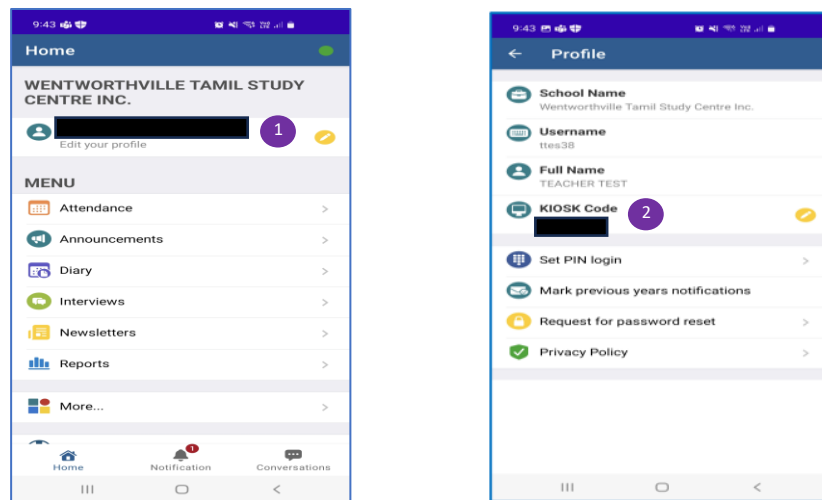 9:43
Home
WENTWORTHVILLE TAMIL STUDY
CENTRE INC.
1
Edit your profile
MENU
Attendance
Announcements
Diary
Interviews
Newsletters
Reports
More...
1
Home Notification Conversations
9:43
Profile
School Name
Wentworthville Tamil Study Centre Inc.
Username
ttes38
Full Name
TEACHER TEST
KIOSK Code
2
Set PIN login
Mark previous years notifications
Request for password reset
Privacy Policy